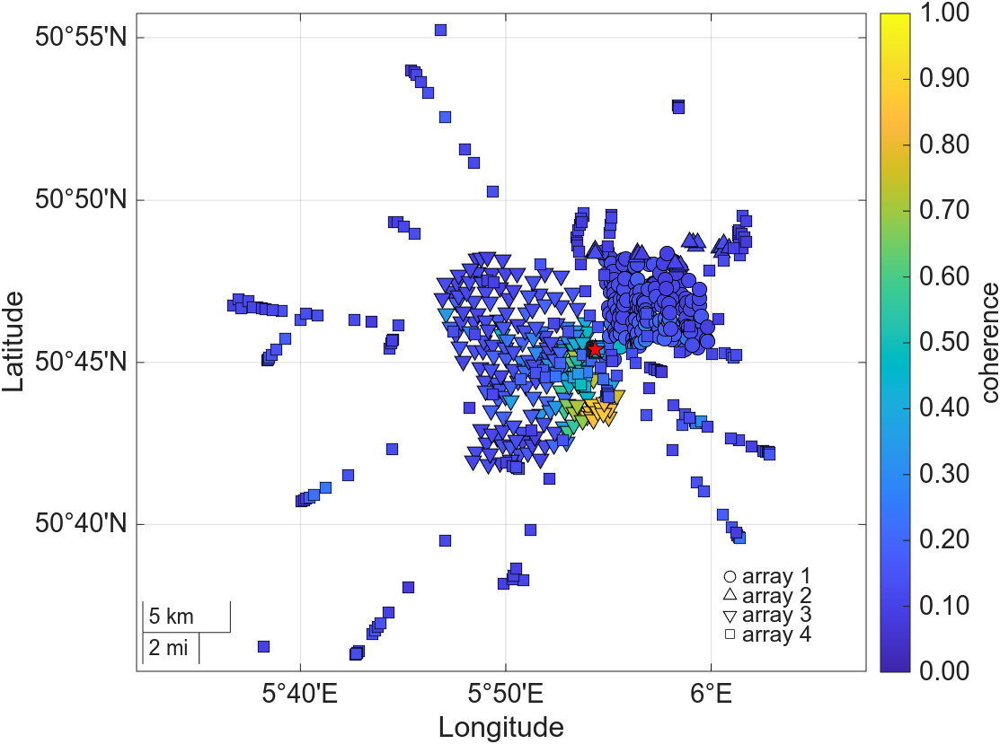 50°55'N
50°50'N
50°45'N
50°40'N
Latitude
5°40'E
5°50'E
6°E
Longitude
5 km
2 mi
array 1
array 2
array 3
array 4
1.00
0.90
0.80
0.70
0.60
0.50
0.40
0.30
0.20
0.10
0.00
coherence